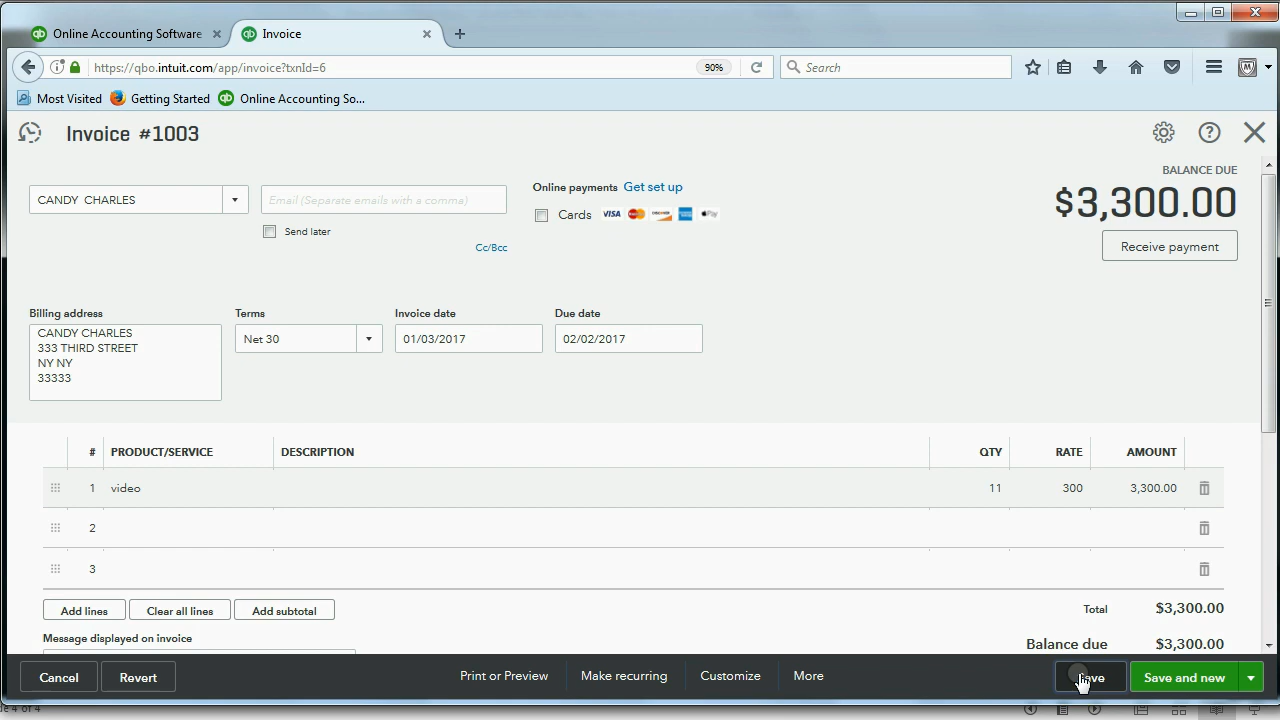 Online Accounting Software
Invoice
https://qbo.intuit.com/app/invoice?txnId=6
90%
Search
Most Visited
Getting Started
Online Accounting So...
Invoice #1003
BALANCE DUE
$3,300.00
Receive payment
CANDY CHARLES
Email (Separate emails with a comma)
Send later
Cc/Bcc
Online payments Get set up
Cards VISA
Billing address
CANDY CHARLES
333 THIRD STREET
NY NY
33333
Terms
Net 30
Invoice date
01/03/2017
Due date
02/02/2017
# PRODUCT/SERVICE DESCRIPTION QTY RATE AMOUNT
1 video 11 300 3,300.00
2
3
Add lines Clear all lines Add subtotal
Total $3,300.00
Message displayed on invoice
Balance due $3,300.00
Cancel Revert Print or Preview Make recurring Customize More Save and new